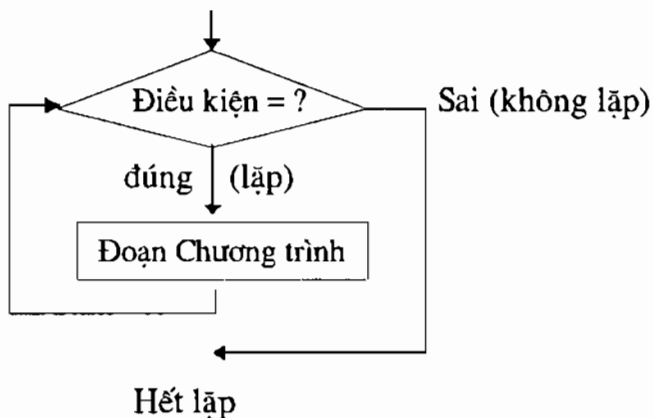 Điều kiện = ?
Sai (không lặp)
đúng (lặp)
Đoạn Chương trình
Hết lặp